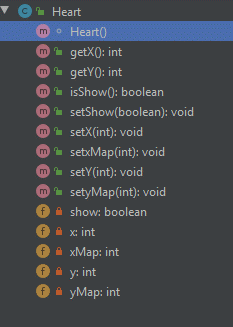 Heart
Heart()
getX(): int
getY(): int
isShow(): boolean
setShow(boolean): void
setX(int): void
setxMap(int): void
setY(int): void
setyMap(int): void
show: boolean
x: int
xMap: int
y: int
yMap: int